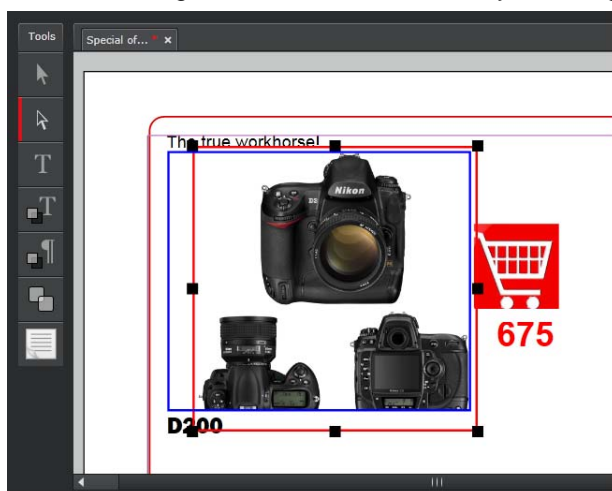 Tools
Special of...* x
T
T
¶
The true workhorse!
Nikon
675
D200